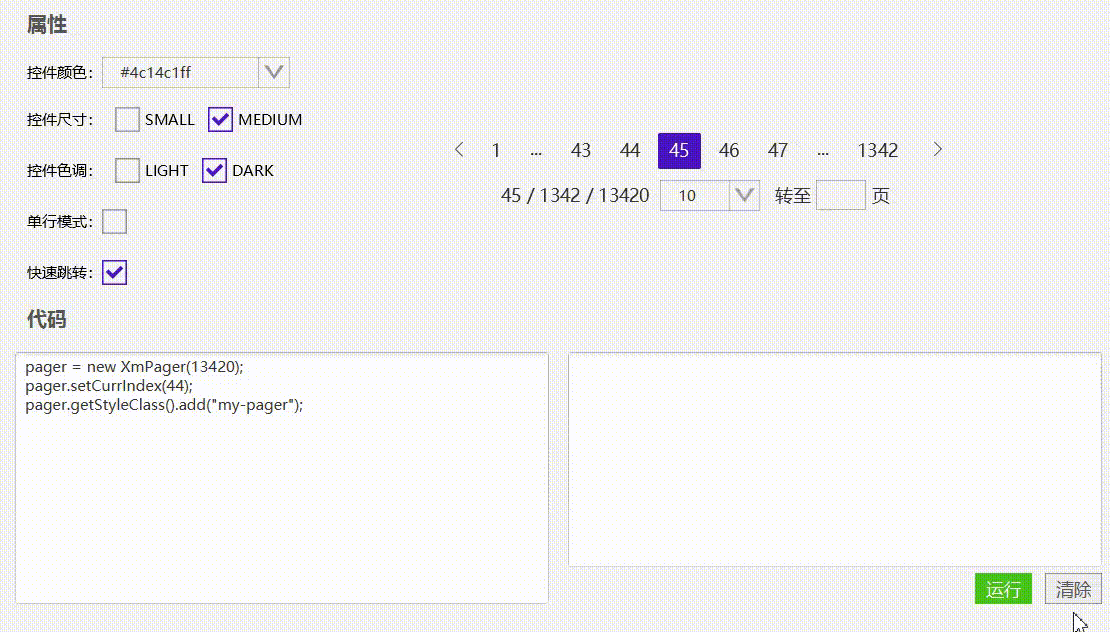 属性
控件颜色： #4c14c1ff
控件尺寸： SMALL MEDIUM
控件色调： LIGHT DARK
单行模式：
快速跳转：
1 ... 43 44 45 46 47 ... 1342
45 / 1342 / 13420 10 转至 页
代码
pager = new XmPager(13420);
pager.setCurrIndex(44);
pager.getStyleClass().add("my-pager");
运行 清除